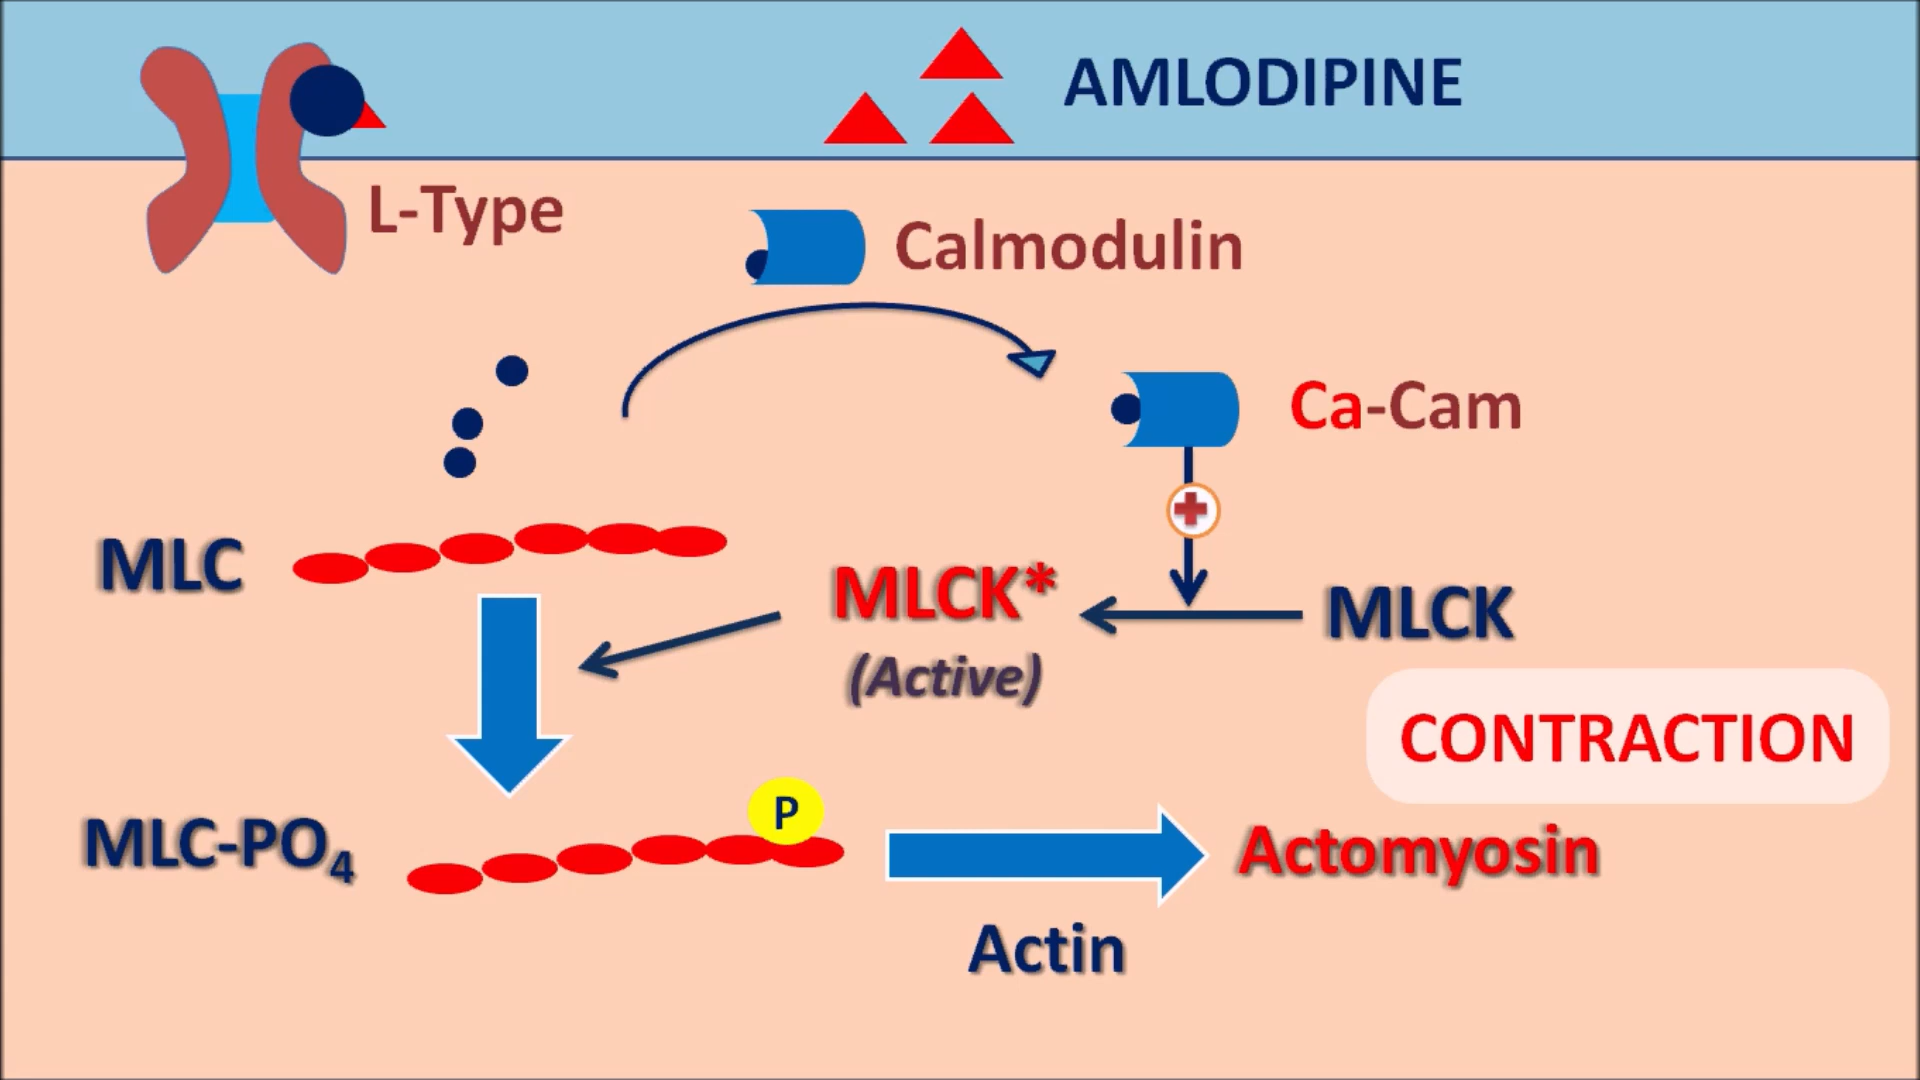 AMLODIPINE
L-Type
Calmodulin
Ca-Cam
MLC
MLCK*
(Active)
MLCK
CONTRACTION
P
MLC-PO₄
Actomyosin
Actin